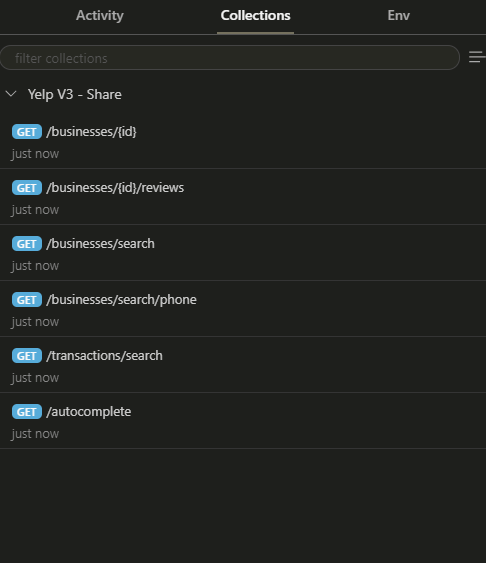 Activity Collections Env
filter collections
Yelp V3 - Share
GET /businesses/{id}
just now
GET /businesses/{id}/reviews
just now
GET /businesses/search
just now
GET /businesses/search/phone
just now
GET /transactions/search
just now
GET /autocomplete
just now